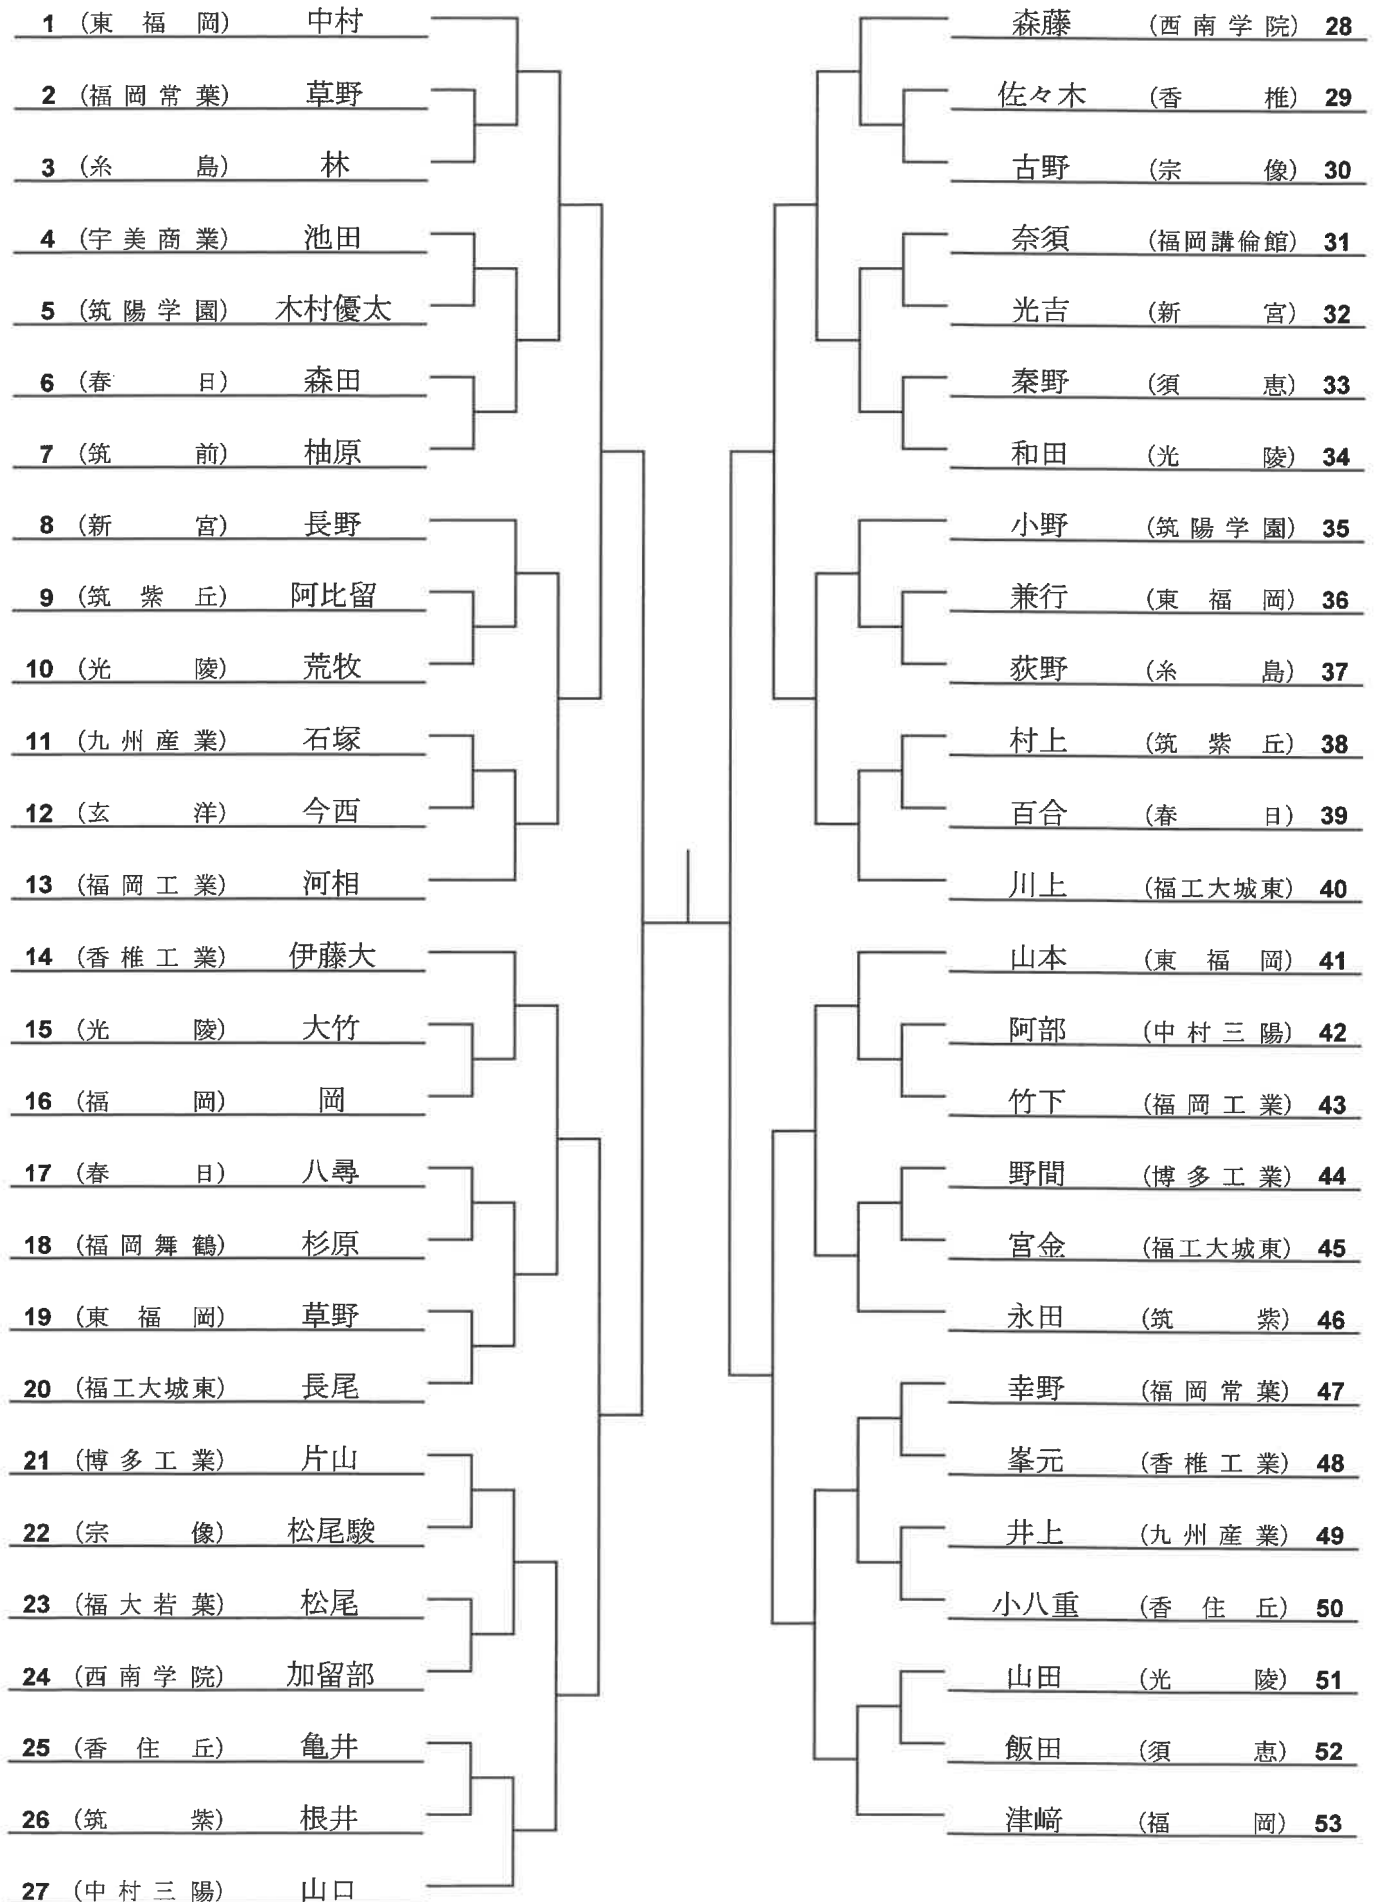 1 (東福岡) 中村
2 (福岡常葉) 草野
3 (糸島) 林
4 (宇美商業) 池田
5 (筑陽学園) 木村優太
6 (春日) 森田
7 (筑前) 柚原
8 (新宮) 長野
9 (筑紫丘) 阿比留
10 (光陵) 荒牧
11 (九州産業) 石塚
12 (玄洋) 今西
13 (福岡工業) 河相
14 (香椎工業) 伊藤大
15 (光陵) 大竹
16 (福岡) 岡
17 (春日) 八尋
18 (福岡舞鶴) 杉原
19 (東福岡) 草野
20 (福工大城東) 長尾
21 (博多工業) 片山
22 (宗像) 松尾駿
23 (福大若葉) 松尾
24 (西南学院) 加留部
25 (香住丘) 亀井
26 (筑紫) 根井
27 (中村三陽) 山口
森藤 (西南学院) 28
佐々木 (香椎) 29
古野 (宗像) 30
奈須 (福岡講倫館) 31
光吉 (新宮) 32
秦野 (須恵) 33
和田 (光陵) 34
小野 (筑陽学園) 35
兼行 (東福岡) 36
荻野 (糸島) 37
村上 (筑紫丘) 38
百合 (春日) 39
川上 (福工大城東) 40
山本 (東福岡) 41
阿部 (中村三陽) 42
竹下 (福岡工業) 43
野間 (博多工業) 44
宮金 (福工大城東) 45
永田 (筑紫) 46
幸野 (福岡常葉) 47
峯元 (香椎工業) 48
井上 (九州産業) 49
小八重 (香住丘) 50
山田 (光陵) 51
飯田 (須恵) 52
津﨑 (福岡) 53